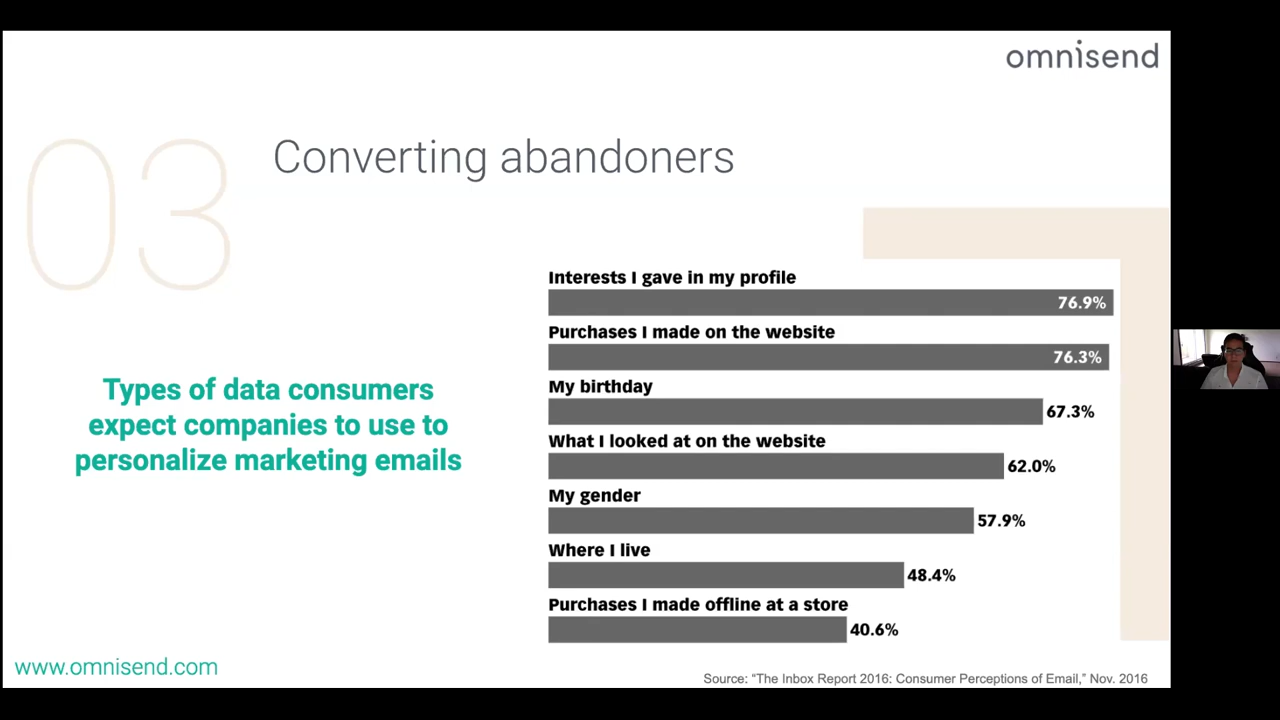 omnisend
03
Converting abandoners
Types of data consumers
expect companies to use to
personalize marketing emails
Interests I gave in my profile
76.9%
Purchases I made on the website
76.3%
My birthday
67.3%
What I looked at on the website
62.0%
My gender
57.9%
Where I live
48.4%
Purchases I made offline at a store
40.6%
www.omnisend.com
Source: “The Inbox Report 2016: Consumer Perceptions of Email,” Nov. 2016